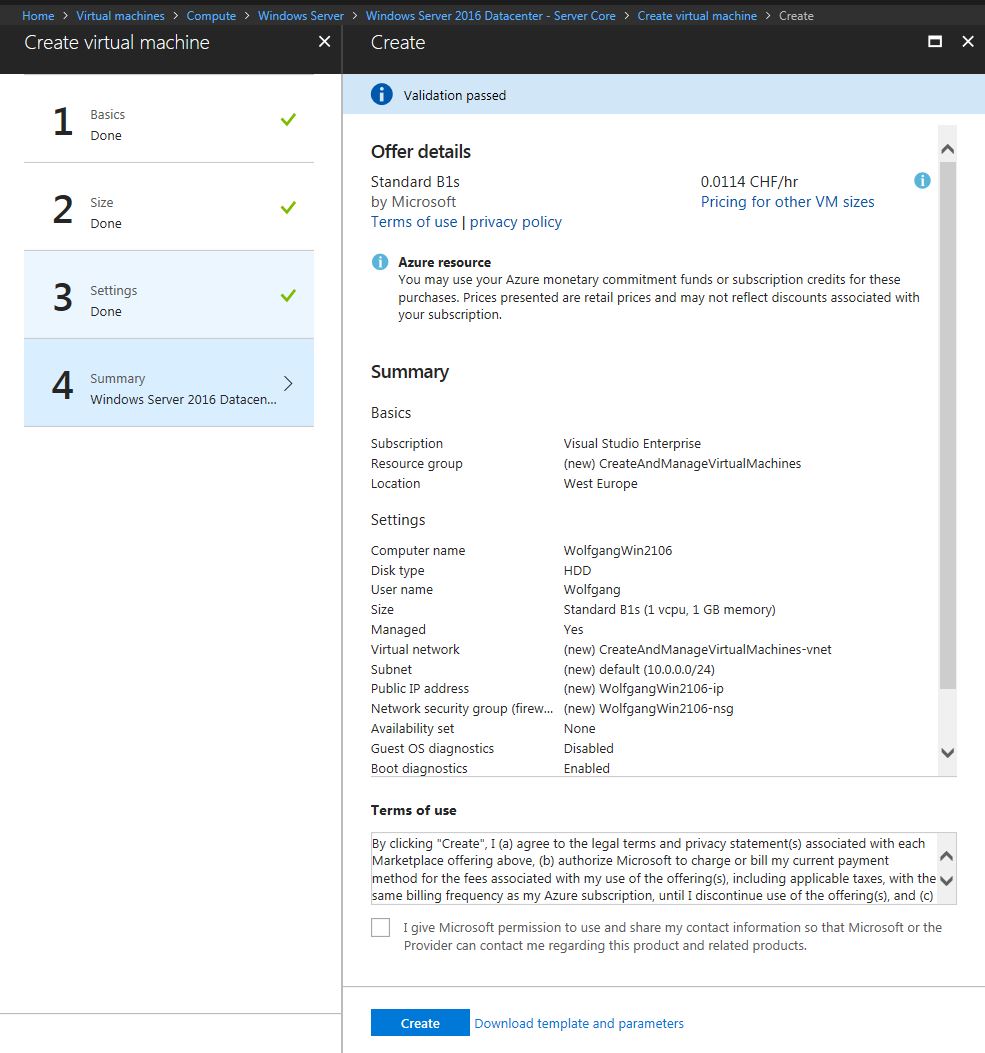 Home > Virtual machines > Compute > Windows Server > Windows Server 2016 Datacenter - Server Core > Create virtual machine > Create
Create virtual machine
1
Basics
Done
2
Size
Done
3
Settings
Done
4
Summary
Windows Server 2016 Datacen...
Create
Validation passed
Offer details
Standard B1s 0.0114 CHF/hr
by Microsoft Pricing for other VM sizes
Terms of use | privacy policy
Azure resource
You may use your Azure monetary commitment funds or subscription credits for these
purchases. Prices presented are retail prices and may not reflect discounts associated with
your subscription.
Summary
Basics
Subscription Visual Studio Enterprise
Resource group (new) CreateAndManageVirtualMachines
Location West Europe
Settings
Computer name WolfgangWin2106
Disk type HDD
User name Wolfgang
Size Standard B1s (1 vcpu, 1 GB memory)
Managed Yes
Virtual network (new) CreateAndManageVirtualMachines-vnet
Subnet (new) default (10.0.0.0/24)
Public IP address (new) WolfgangWin2106-ip
Network security group (firew... (new) WolfgangWin2106-nsg
Availability set None
Guest OS diagnostics Disabled
Boot diagnostics Enabled
Terms of use
By clicking "Create", I (a) agree to the legal terms and privacy statement(s) associated with each
Marketplace offering above, (b) authorize Microsoft to charge or bill my current payment
method for the fees associated with my use of the offering(s), including applicable taxes, with the
same billing frequency as my Azure subscription, until I discontinue use of the offering(s), and (c)
I give Microsoft permission to use and share my contact information so that Microsoft or the
Provider can contact me regarding this product and related products.
Create Download template and parameters